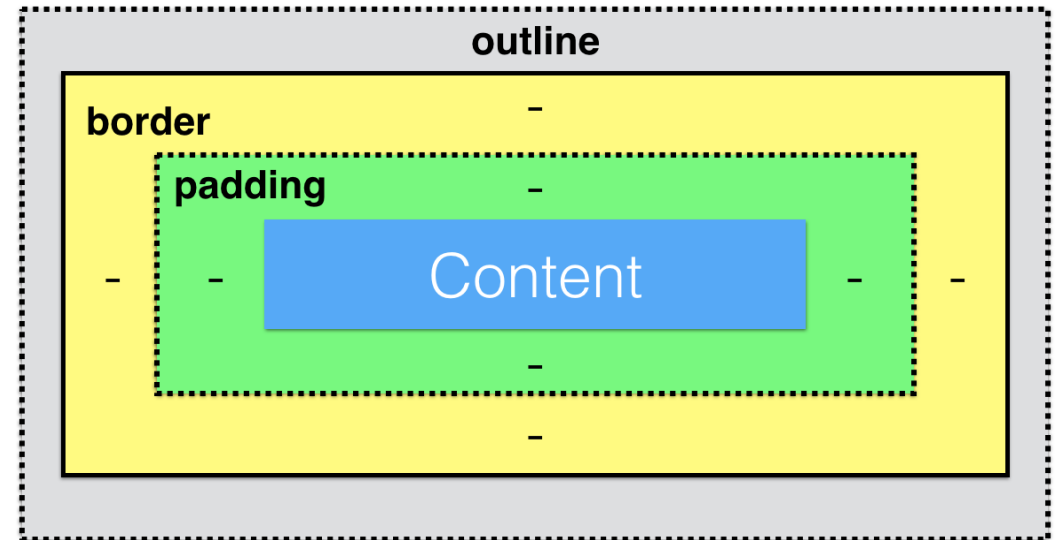 outline
border
-
padding
-
- - Content - -
-
-